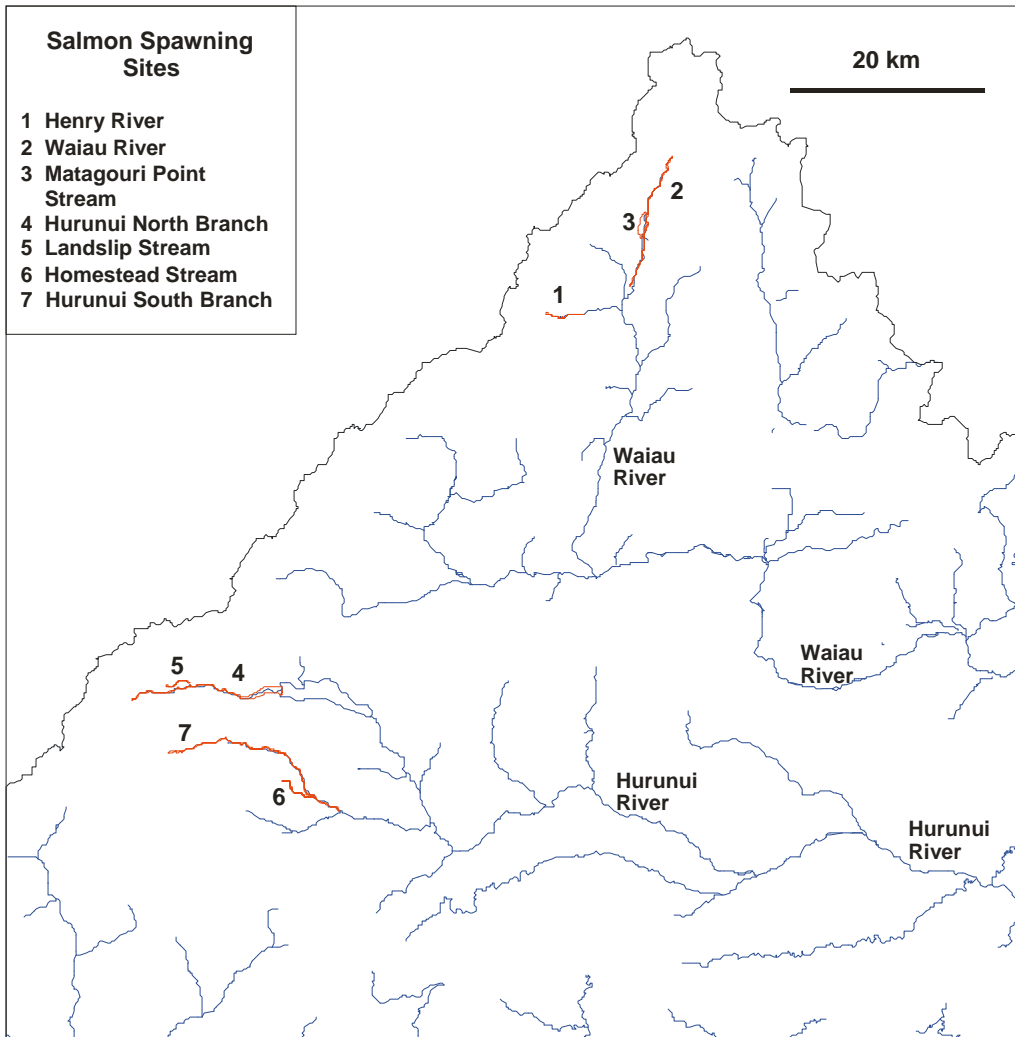 Salmon Spawning
Sites
1 Henry River
2 Waiau River
3 Matagouri Point
Stream
4 Hurunui North Branch
5 Landslip Stream
6 Homestead Stream
7 Hurunui South Branch
20 km
2
3
1
Waiau
River
Waiau
River
5
4
7
6
Hurunui
River
Hurunui
River